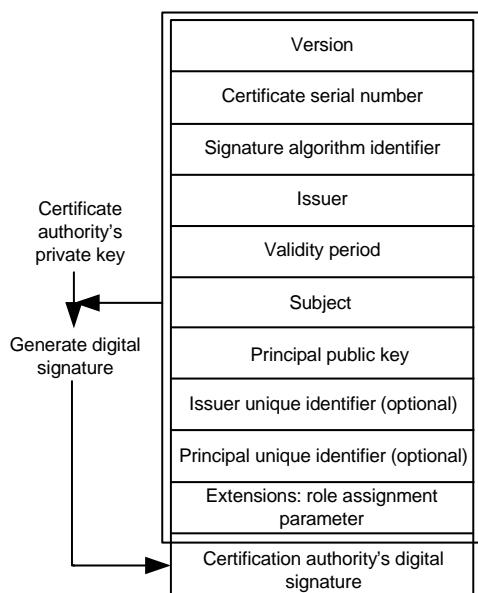 Version
Certificate serial number
Signature algorithm identifier
Issuer
Validity period
Subject
Principal public key
Issuer unique identifier (optional)
Principal unique identifier (optional)
Extensions: role assignment
parameter
Certification authority's digital
signature
Certificate
authority's
private key
Generate digital
signature